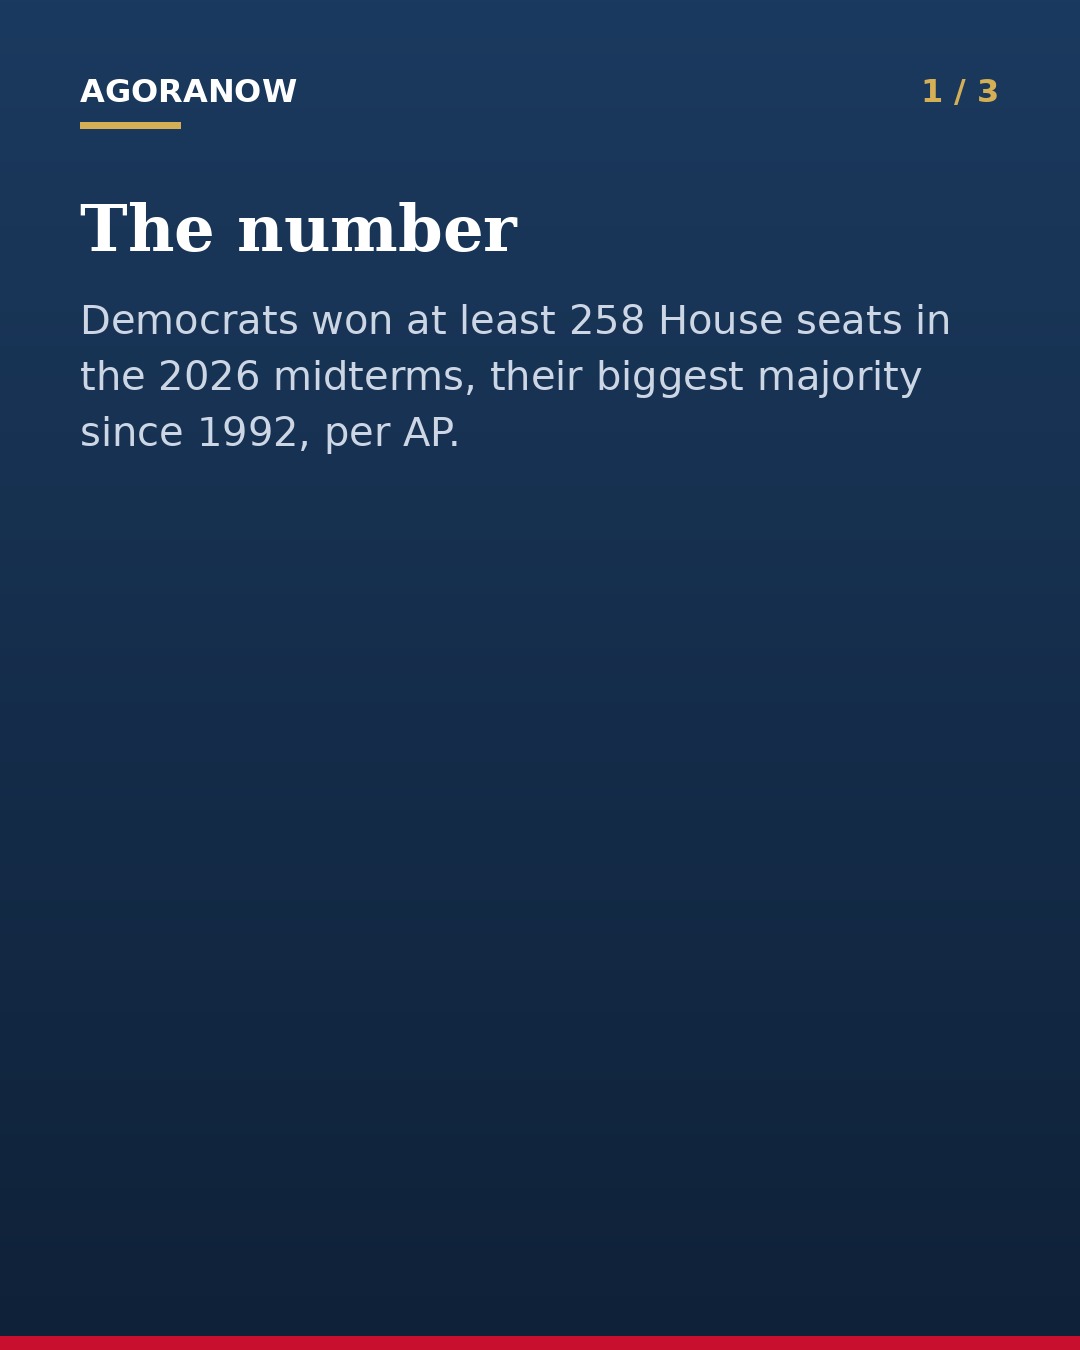 AGORANOW
1 / 3
The number
Democrats won at least 258 House seats in
the 2026 midterms, their biggest majority
since 1992, per AP.